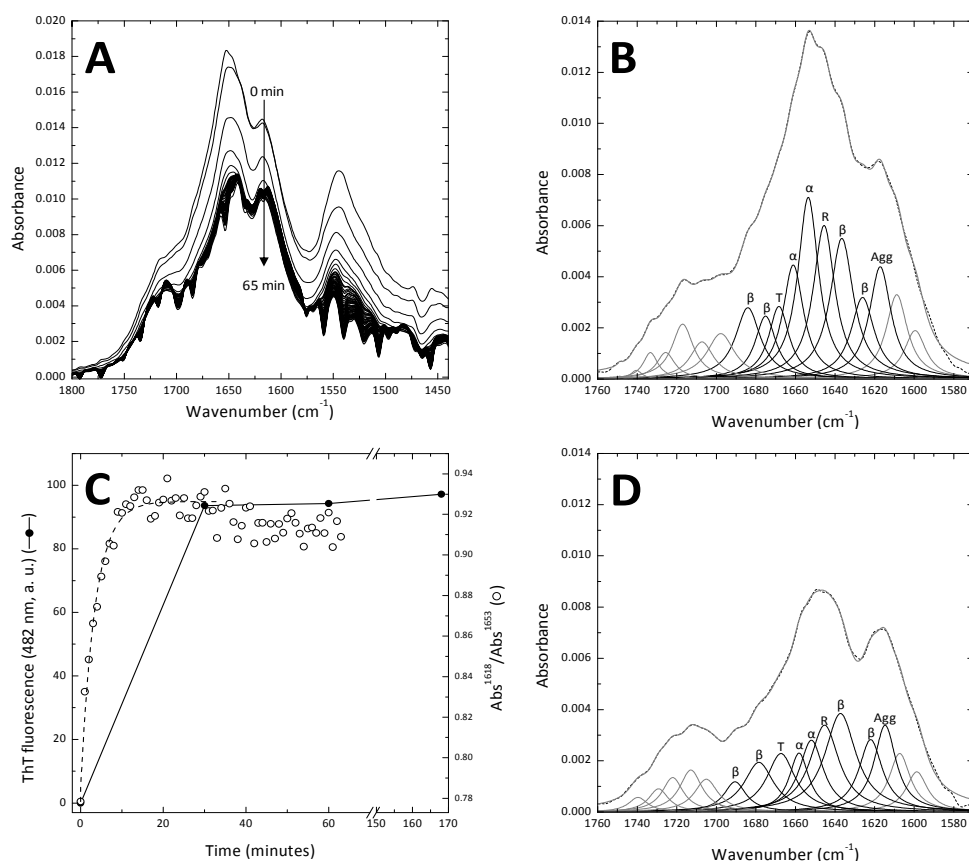 A
0.020
0.018
0.016
0.014
0.012
0.010
0.008
0.006
0.004
0.002
0.000
Absorbance
0 min
65 min
1800 1750 1700 1650 1600 1550 1500 1450
Wavenumber (cm⁻¹)
B
0.014
0.012
0.010
0.008
0.006
0.004
0.002
0.000
Absorbance
β β T α α R β β Agg
1760 1740 1720 1700 1680 1660 1640 1620 1600 1580
Wavenumber (cm⁻¹)
C
100
80
60
40
20
0
ThT fluorescence (482 nm, a. u.) (—●—)
0.94
0.92
0.90
0.88
0.86
0.84
0.82
0.80
0.78
Abs¹⁶¹⁸/Abs¹⁶⁵³ (○)
0 20 40 60 150 160 170
Time (minutes)
D
0.014
0.012
0.010
0.008
0.006
0.004
0.002
0.000
Absorbance
β β T α α R β β Agg
1760 1740 1720 1700 1680 1660 1640 1620 1600 1580
Wavenumber (cm⁻¹)